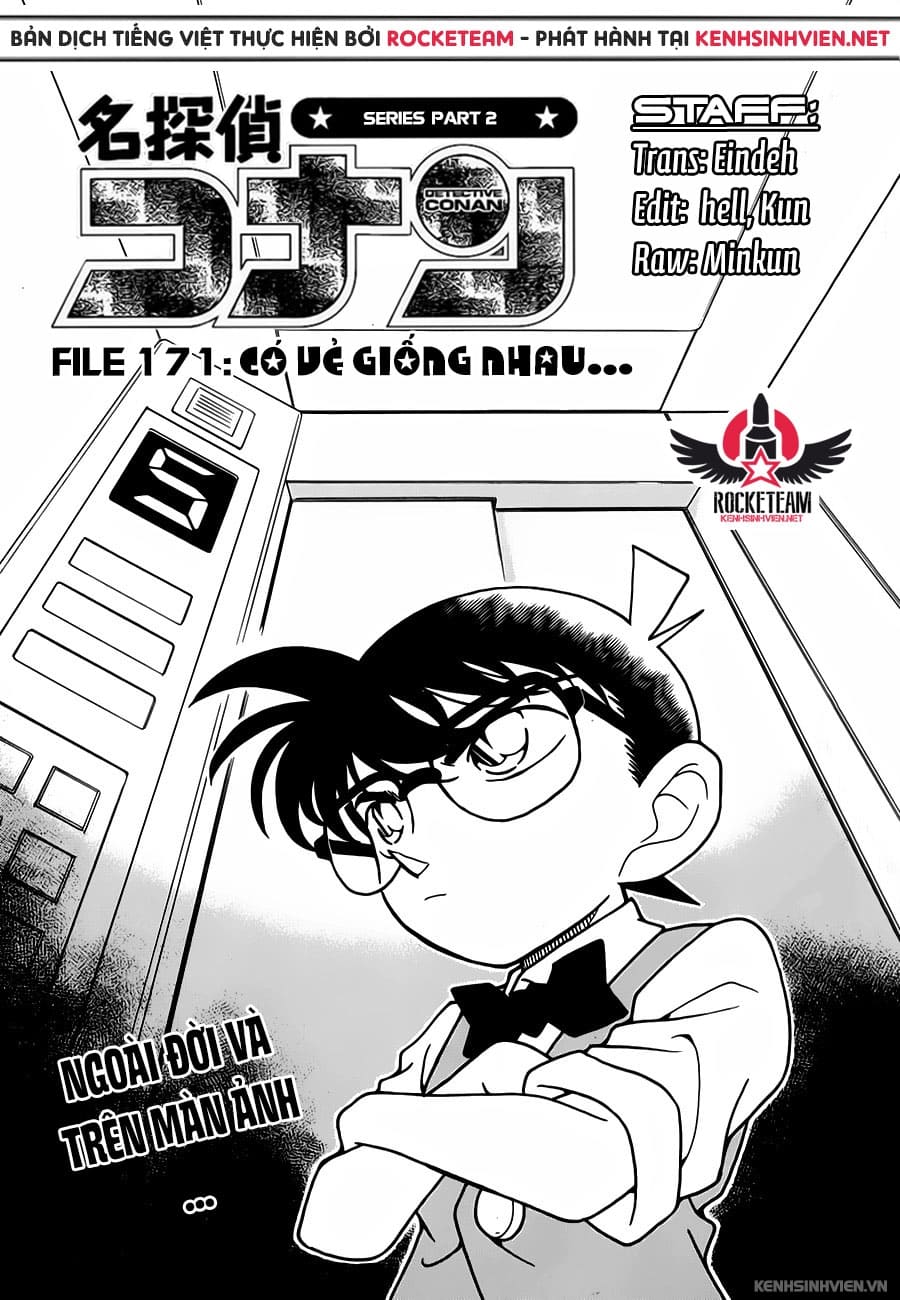 BẢN DỊCH TIẾNG VIỆT THỰC HIỆN BỞI ROCKETEAM - PHÁT HÀNH TẠI KENHSINHVIEN.NET
名探偵
SERIES PART 2
コナン
DETECTIVE
CONAN
STAFF:
Trans: Eindeh
Edit: hell, Kun
Raw: Minkun
FILE 171: CÓ VẺ GIỐNG NHAU...
ROCKETEAM
KENHSINHVIEN.NET
3
NGOÀI ĐỜI VÀ
TRÊN MÀN ẢNH
...
KENHSINHVIEN.VN